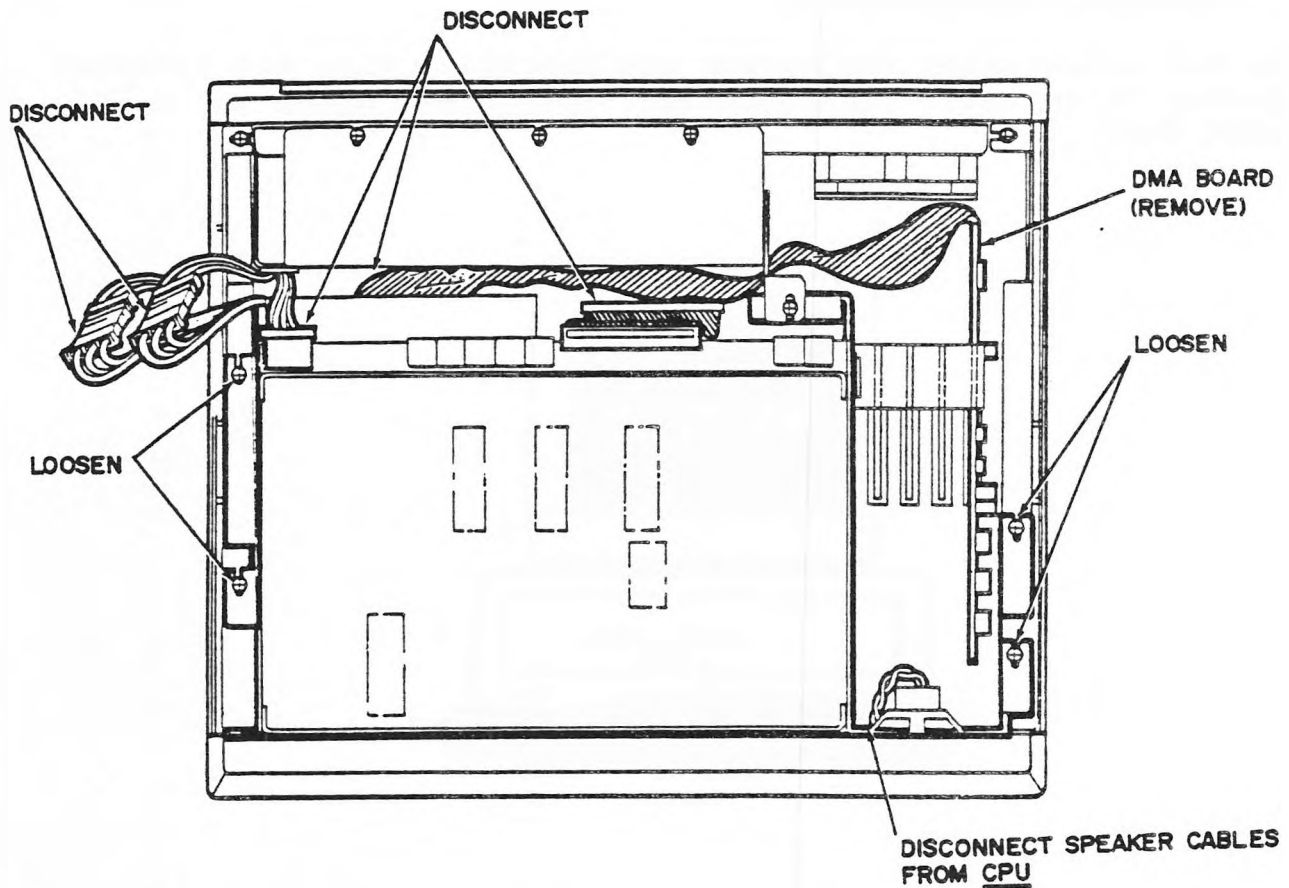 DISCONNECT
DISCONNECT
DMA BOARD
(REMOVE)
LOOSEN
LOOSEN
DISCONNECT SPEAKER CABLES
FROM CPU